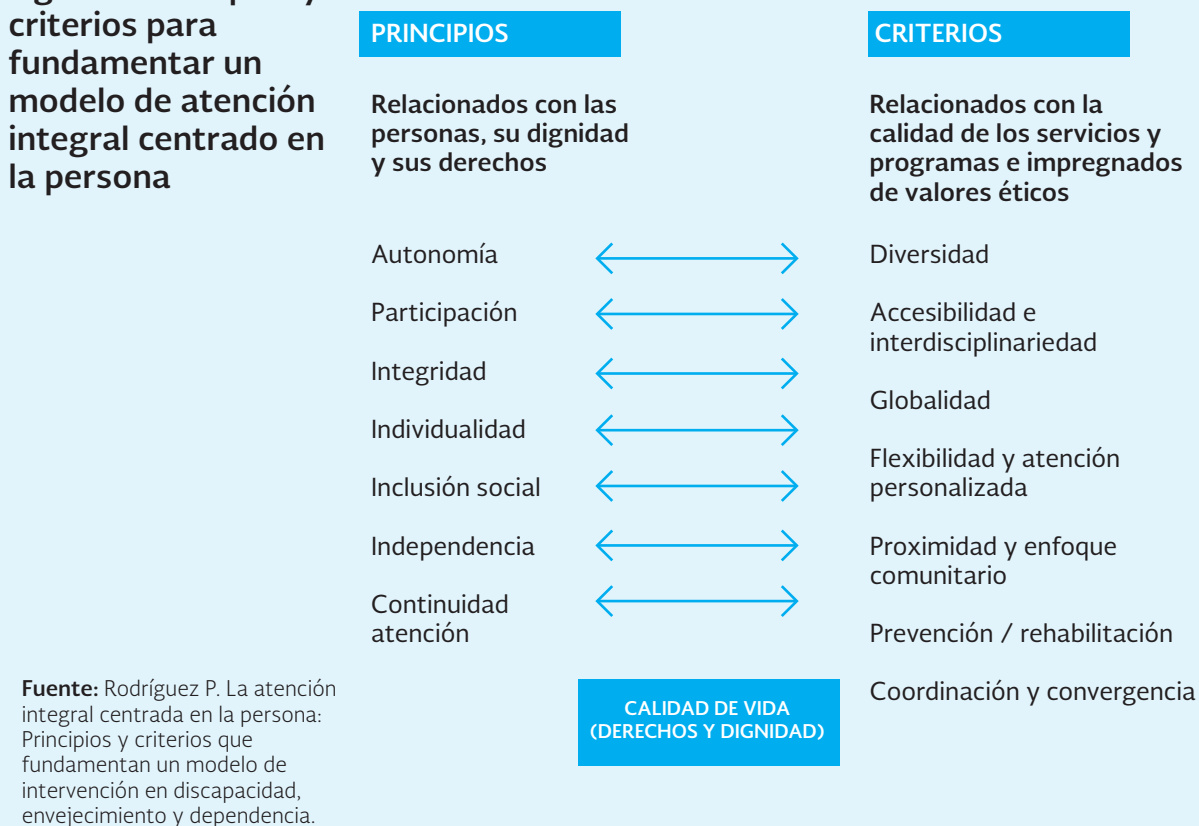 criterios para
fundamentar un
modelo de atención
integral centrado en
la persona
PRINCIPIOS
Relacionados con las
personas, su dignidad
y sus derechos
Autonomía
Participación
Integridad
Individualidad
Inclusión social
Independencia
Continuidad
atención
CRITERIOS
Relacionados con la
calidad de los servicios y
programas e impregnados
de valores éticos
Diversidad
Accesibilidad e
interdisciplinariedad
Globalidad
Flexibilidad y atención
personalizada
Proximidad y enfoque
comunitario
Prevención / rehabilitación
Coordinación y convergencia
CALIDAD DE VIDA
(DERECHOS Y DIGNIDAD)
Fuente: Rodríguez P. La atención
integral centrada en la persona:
Principios y criterios que
fundamentan un modelo de
intervención en discapacidad,
envejecimiento y dependencia.